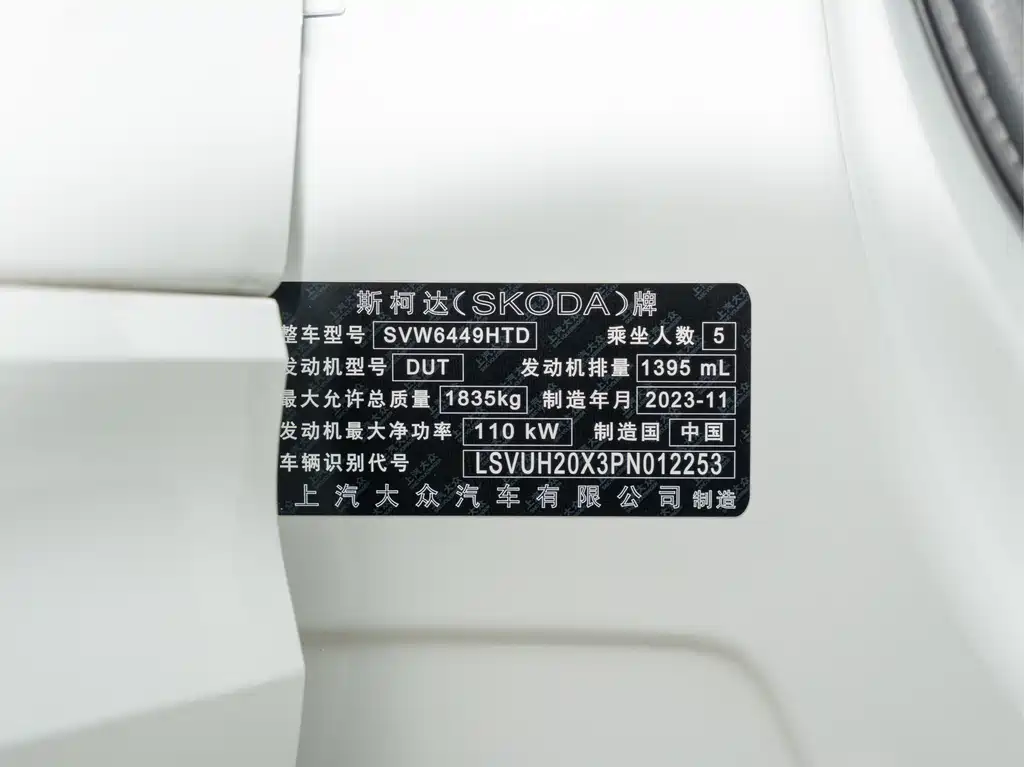 斯柯达(SKODA)牌
整车型号 SVW6449HTD 乘坐人数 5
发动机型号 DUT 发动机排量 1395 mL
最大允许总质量 1835kg 制造年月 2023-11
发动机最大净功率 110 kW 制造国 中国
车辆识别代号 LSVUH20X3PN012253
上汽大众汽车有限公司制造